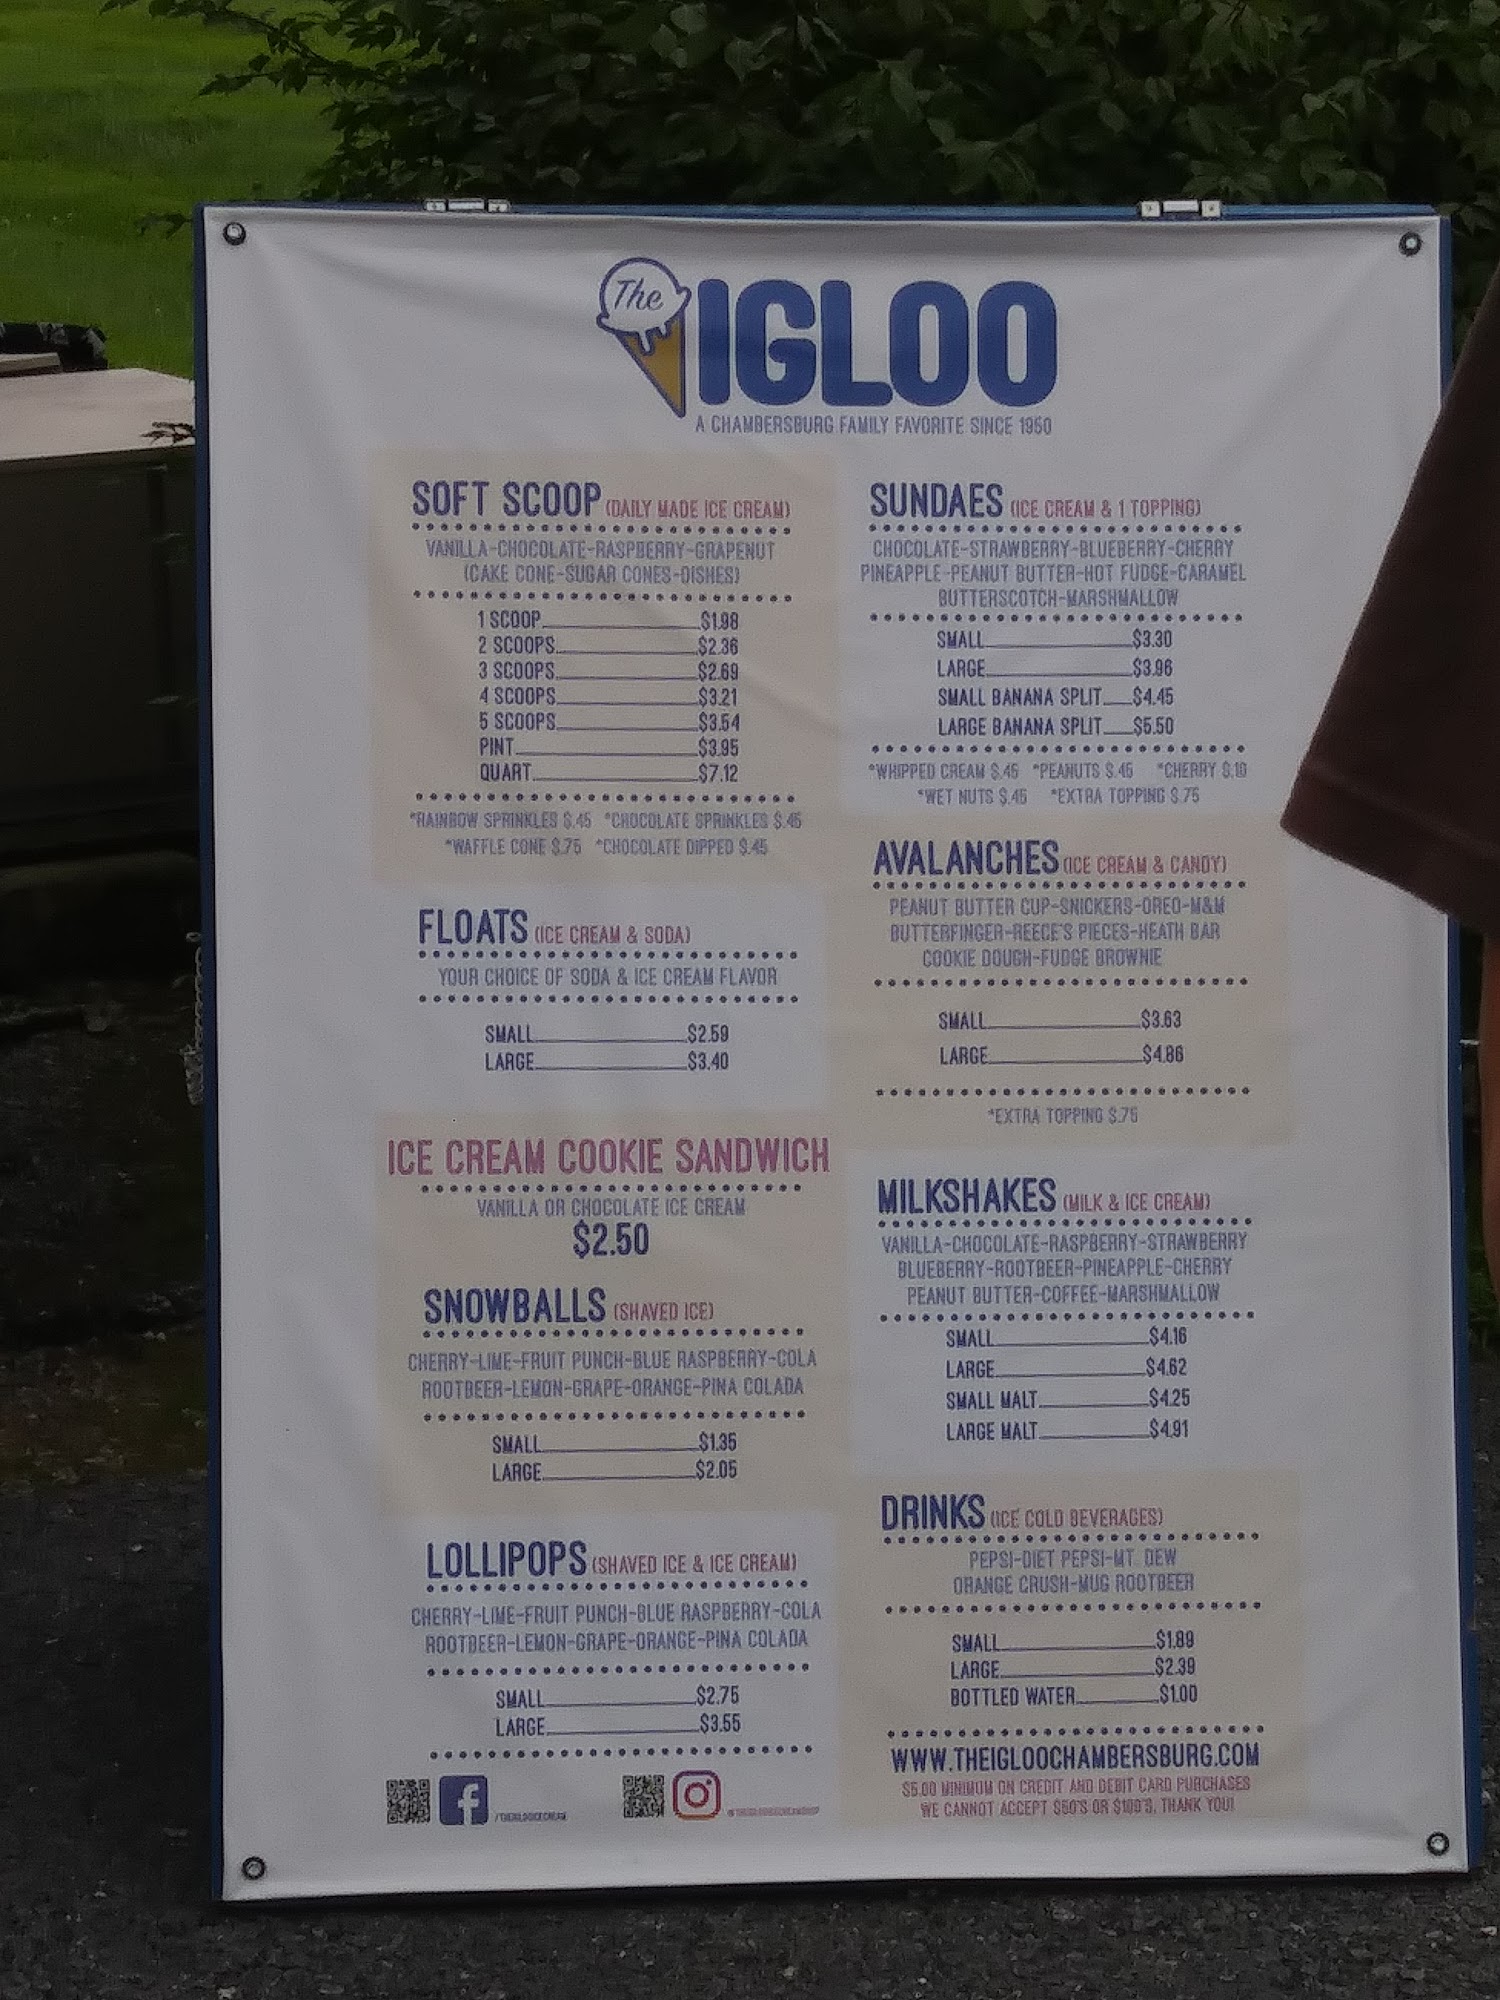 The IGLOO
A CHAMBERSBURG FAMILY FAVORITE SINCE 1950
SOFT SCOOP (DAILY MADE ICE CREAM)
VANILLA-CHOCOLATE-RASPBERRY-GRAPENUT
(CAKE CONE-SUGAR CONES-DISHES)
1 SCOOP $1.98
2 SCOOPS $2.36
3 SCOOPS $2.69
4 SCOOPS $3.21
5 SCOOPS $3.54
PINT $3.95
QUART $7.12
*RAINBOW SPRINKLES $.45 *CHOCOLATE SPRINKLES $.45
*WAFFLE CONE $.75 *CHOCOLATE DIPPED $.45
FLOATS (ICE CREAM & SODA)
YOUR CHOICE OF SODA & ICE CREAM FLAVOR
SMALL $2.59
LARGE $3.40
ICE CREAM COOKIE SANDWICH
VANILLA OR CHOCOLATE ICE CREAM
$2.50
SNOWBALLS (SHAVED ICE)
CHERRY-LIME-FRUIT PUNCH-BLUE RASPBERRY-COLA
ROOTBEER-LEMON-GRAPE-ORANGE-PINA COLADA
SMALL $1.35
LARGE $2.05
LOLLIPOPS (SHAVED ICE & ICE CREAM)
CHERRY-LIME-FRUIT PUNCH-BLUE RASPBERRY-COLA
ROOTBEER-LEMON-GRAPE-ORANGE-PINA COLADA
SMALL $2.75
LARGE $3.55
/THEIGLOOICECREAM
SUNDAES (ICE CREAM & 1 TOPPING)
CHOCOLATE-STRAWBERRY-BLUEBERRY-CHERRY
PINEAPPLE-PEANUT BUTTER-HOT FUDGE-CARAMEL
BUTTERSCOTCH-MARSHMALLOW
SMALL $3.30
LARGE $3.96
SMALL BANANA SPLIT $4.45
LARGE BANANA SPLIT $5.50
*WHIPPED CREAM $.45 *PEANUTS $.45 *CHERRY $.10
*WET NUTS $.45 *EXTRA TOPPING $.75
AVALANCHES (ICE CREAM & CANDY)
PEANUT BUTTER CUP-SNICKERS-OREO-M&M
BUTTERFINGER-REECE'S PIECES-HEATH BAR
COOKIE DOUGH-FUDGE BROWNIE
SMALL $3.63
LARGE $4.86
*EXTRA TOPPING $.75
MILKSHAKES (MILK & ICE CREAM)
VANILLA-CHOCOLATE-RASPBERRY-STRAWBERRY
BLUEBERRY-ROOTBEER-PINEAPPLE-CHERRY
PEANUT BUTTER-COFFEE-MARSHMALLOW
SMALL $4.16
LARGE $4.62
SMALL MALT $4.25
LARGE MALT $4.91
DRINKS (ICE COLD BEVERAGES)
PEPSI-DIET PEPSI-MT. DEW
ORANGE CRUSH-MUG ROOTBEER
SMALL $1.89
LARGE $2.39
BOTTLED WATER $1.00
WWW.THEIGLOOCHAMBERSBURG.COM
$5.00 MINIMUM ON CREDIT AND DEBIT CARD PURCHASES
WE CANNOT ACCEPT $50'S OR $100'S, THANK YOU!